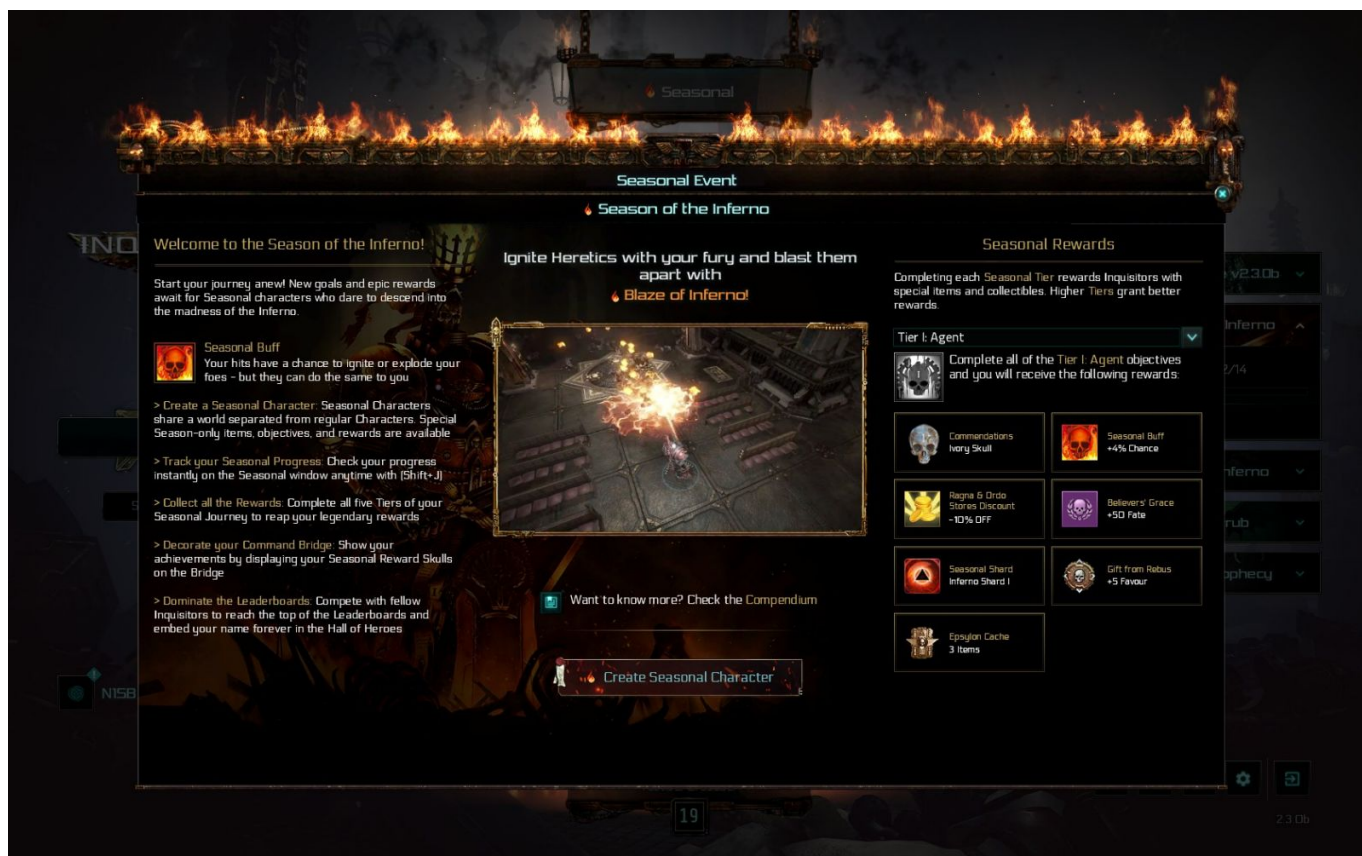 Seasonal
Seasonal Event
Season of the Inferno
INQ
Welcome to the Season of the Inferno!
Start your journey anew! New goals and epic rewards
await for Seasonal characters who dare to descend into
the madness of the Inferno.
Seasonal Buff
Your hits have a chance to ignite or explode your
foes - but they can do the same to you
> Create a Seasonal Character: Seasonal Characters
share a world separated from regular Characters. Special
Season-only items, objectives, and rewards are available
> Track your Seasonal Progress: Check your progress
instantly on the Seasonal window anytime with [Shift+J]
> Collect all the Rewards: Complete all five Tiers of your
Seasonal Journey to reap your legendary rewards
> Decorate your Command Bridge: Show your
achievements by displaying your Seasonal Reward Skulls
on the Bridge
> Dominate the Leaderboards: Compete with fellow
Inquisitors to reach the top of the Leaderboards and
embed your name forever in the Hall of Heroes
N15B
Ignite Heretics with your fury and blast them
apart with
Blaze of Inferno!
Want to know more? Check the Compendium
Create Seasonal Character
19
Seasonal Rewards
Completing each Seasonal Tier rewards Inquisitors with
special items and collectibles. Higher Tiers grant better
rewards.
Tier I: Agent
Complete all of the Tier I: Agent objectives
and you will receive the following rewards:
Commendations
Ivory Skull
Seasonal Buff
+4% Chance
Ragna & Ordo
Stores Discount
-10% OFF
Believers' Grace
+50 Fate
Seasonal Shard
Inferno Shard I
Gift from Rebus
+5 Favour
Epsylon Cache
3 Items
v2.3.0b
Inferno
2/14
nferno
rub
ophecy
2.3.0b